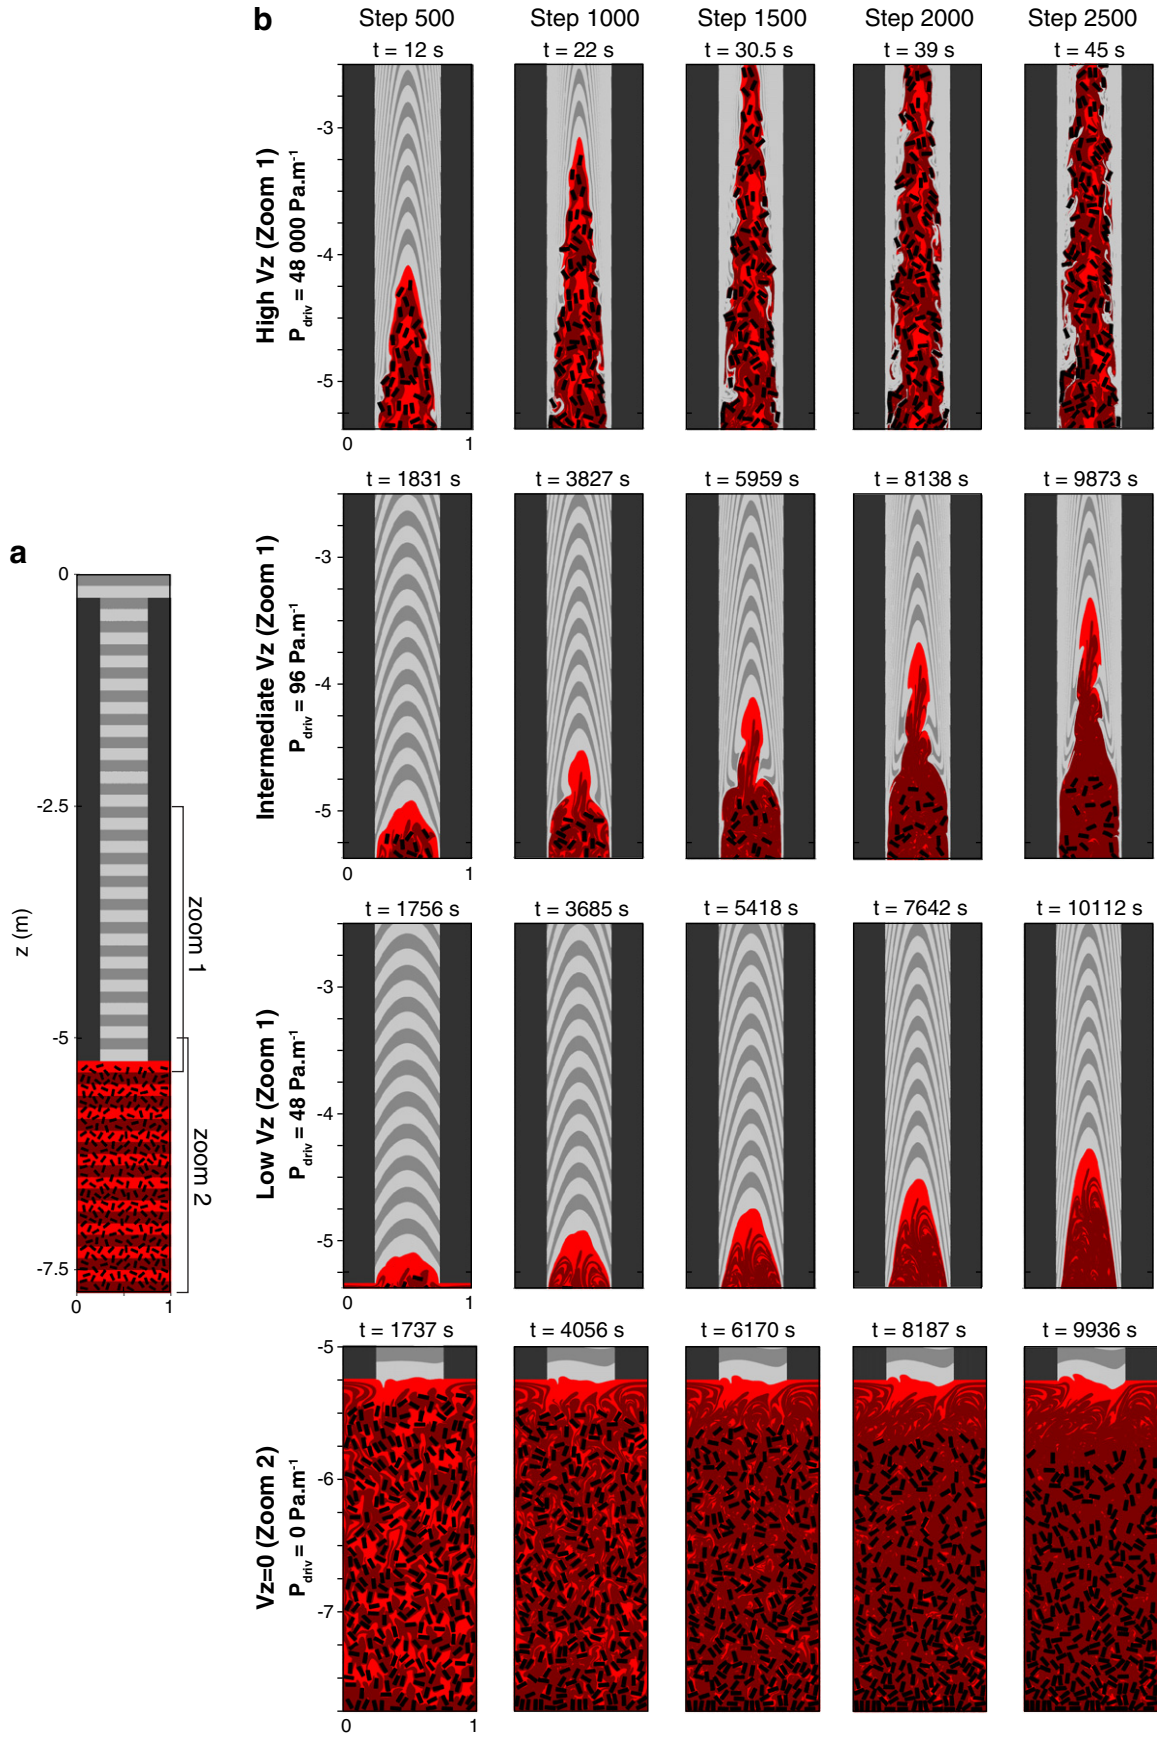 b
Step 500 Step 1000 Step 1500 Step 2000 Step 2500
t = 12 s t = 22 s t = 30.5 s t = 39 s t = 45 s
High Vz (Zoom 1)
P driv = 48 000 Pa.m-1
-3
-4
-5
0 1
t = 1831 s t = 3827 s t = 5959 s t = 8138 s t = 9873 s
Intermediate Vz (Zoom 1)
P driv = 96 Pa.m-1
-3
-4
-5
0 1
a
0
-2.5
-5
-7.5
z (m)
zoom 1
zoom 2
0 1
t = 1756 s t = 3685 s t = 5418 s t = 7642 s t = 10112 s
Low Vz (Zoom 1)
P driv = 48 Pa.m-1
-3
-4
-5
0 1
t = 1737 s t = 4056 s t = 6170 s t = 8187 s t = 9936 s
Vz=0 (Zoom 2)
P driv = 0 Pa.m-1
-5
-6
-7
0 1